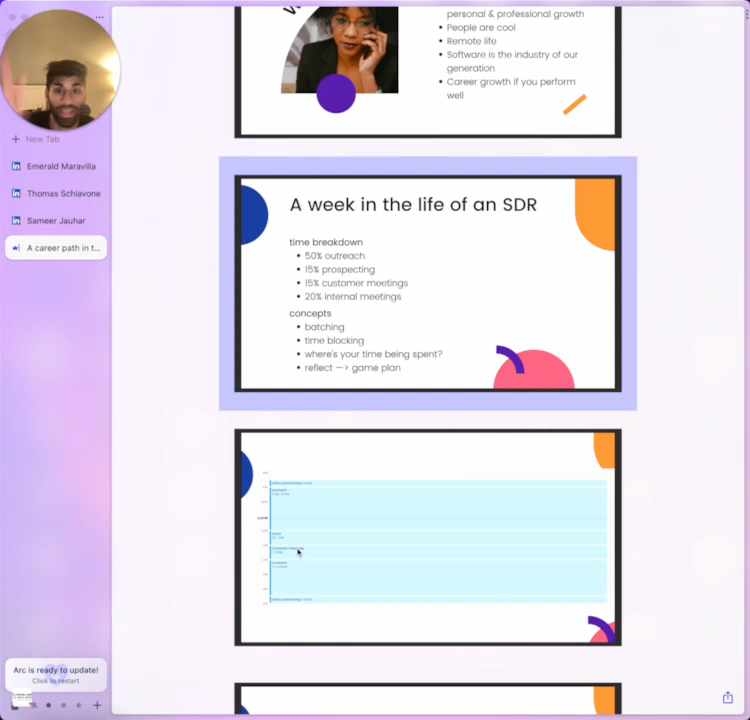 personal & professional growth
• People are cool
• Remote life
• Software is the industry of our
generation
• Career growth if you perform
well
+ New Tab
Emerald Maravilla
Thomas Schiavone
Sameer Jauhar
A career path in t...
A week in the life of an SDR
time breakdown
• 50% outreach
• 15% prospecting
• 15% customer meetings
• 20% internal meetings
concepts
• batching
• time blocking
• where's your time being spent?
• reflect —> game plan
outreach
lunch
outreach
Arc is ready to update!
Click to restart